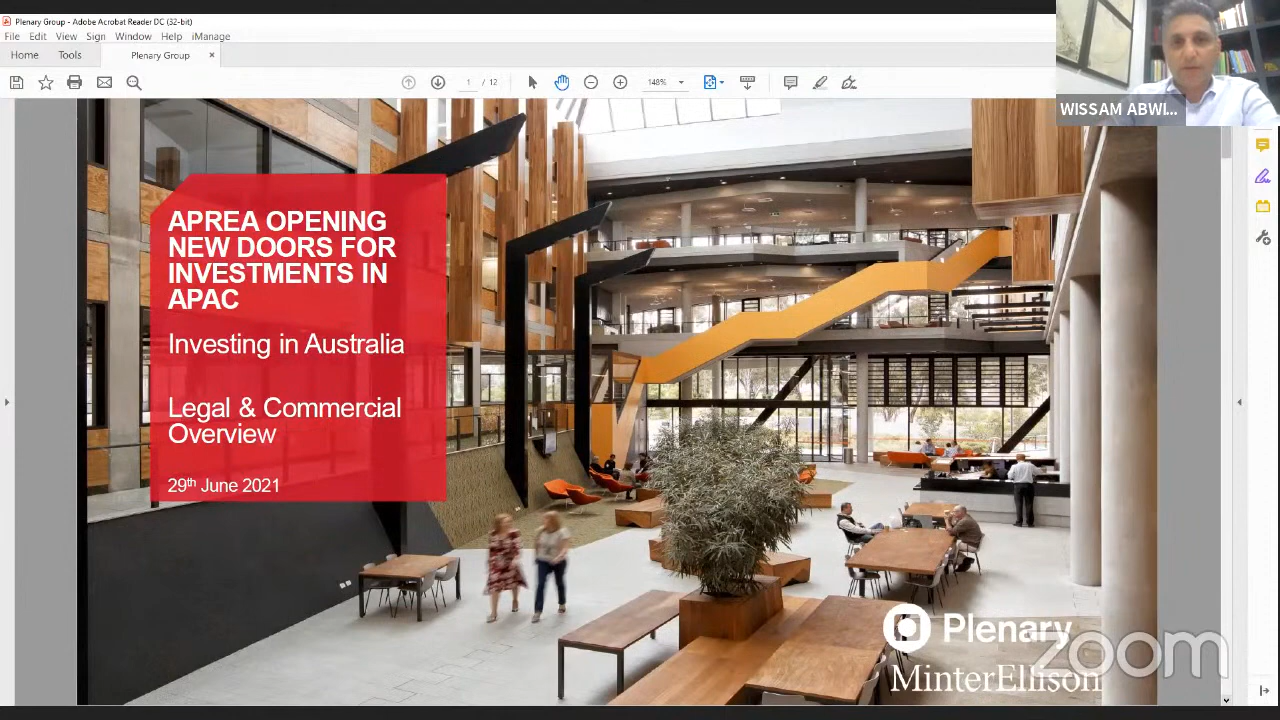 Plenary Group - Adobe Acrobat Reader DC (32-bit)
File Edit View Sign Window Help iManage
Home Tools Plenary Group ×
1 / 12 148%
WISSAM ABWI...
APREA OPENING
NEW DOORS FOR
INVESTMENTS IN
APAC
Investing in Australia
Legal & Commercial
Overview
29th June 2021
Plenary
MinterEllison
zoom